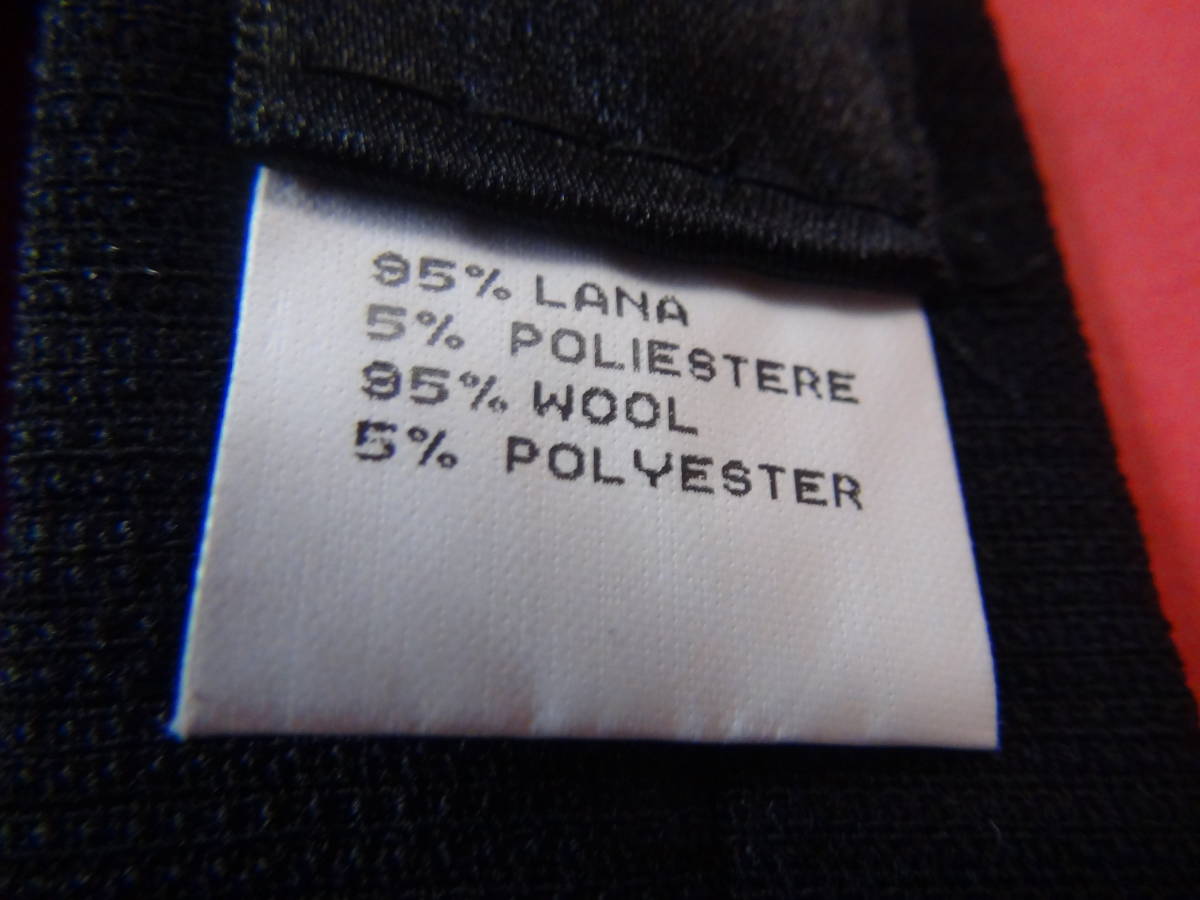 95% LANA
5% POLIESTERE
95% WOOL
5% POLYESTER